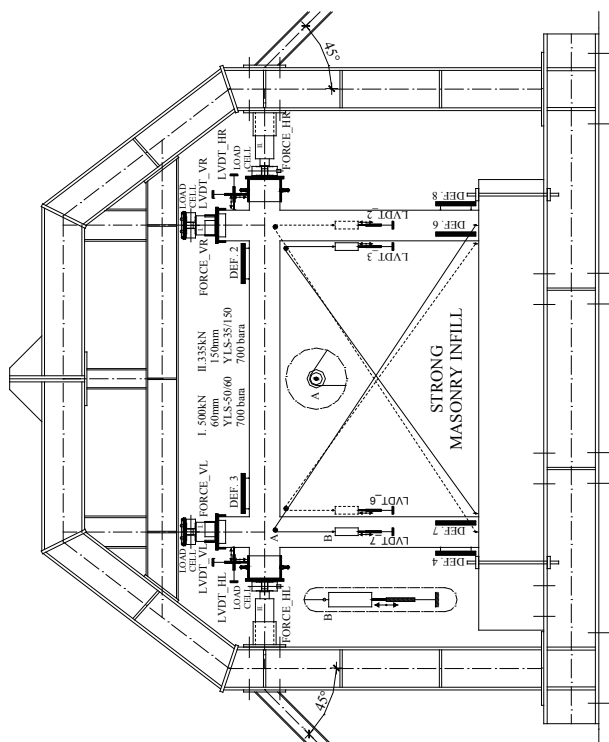 45°
45°
LOAD
CELL
LVDT_VL
FORCE_VL
LVDT_HL
LOAD
CELL
FORCE_HL
LOAD
CELL
LVDT_VR
FORCE_VR
LVDT_HR
LOAD
CELL
FORCE_HR
I. 500kN
60mm
YLS-50/60
700 bara
II.335kN
150mm
YLS-35/150
700 bara
DEF. 3
DEF. 2
A
A
B
B
LVDT_7
LVDT_6
LVDT_3
LVDT_2
STRONG
MASONRY INFILL
DEF. 4
DEF. 7
DEF. 6
DEF. 8